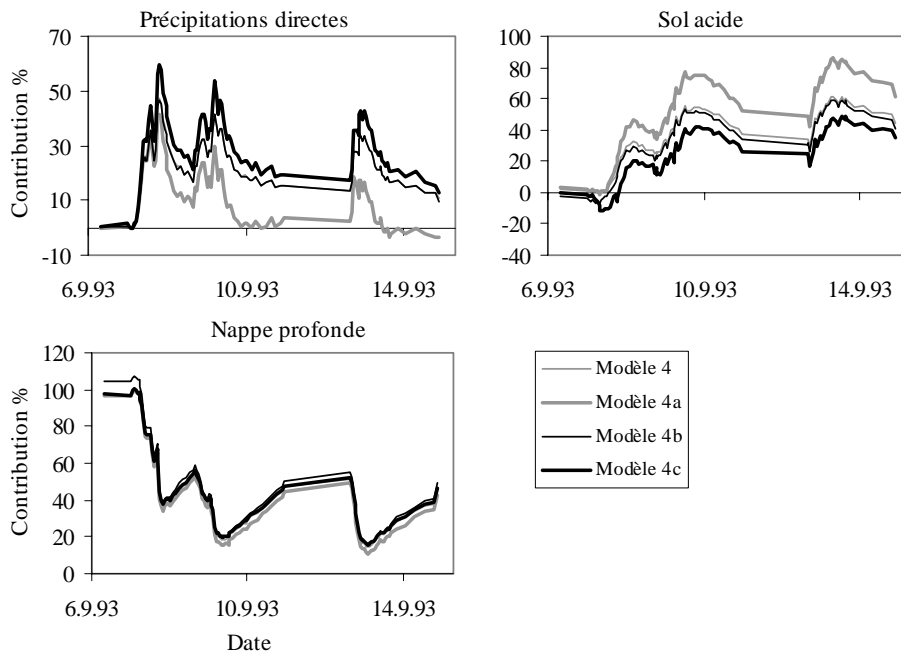 Précipitations directes
70
50
30
10
-10
Contribution %
6.9.93 10.9.93 14.9.93
Sol acide
100
80
60
40
20
0
-20
-40
6.9.93 10.9.93 14.9.93
Nappe profonde
120
100
80
60
40
20
0
Contribution %
6.9.93 10.9.93 14.9.93
Date
Modèle 4
Modèle 4a
Modèle 4b
Modèle 4c